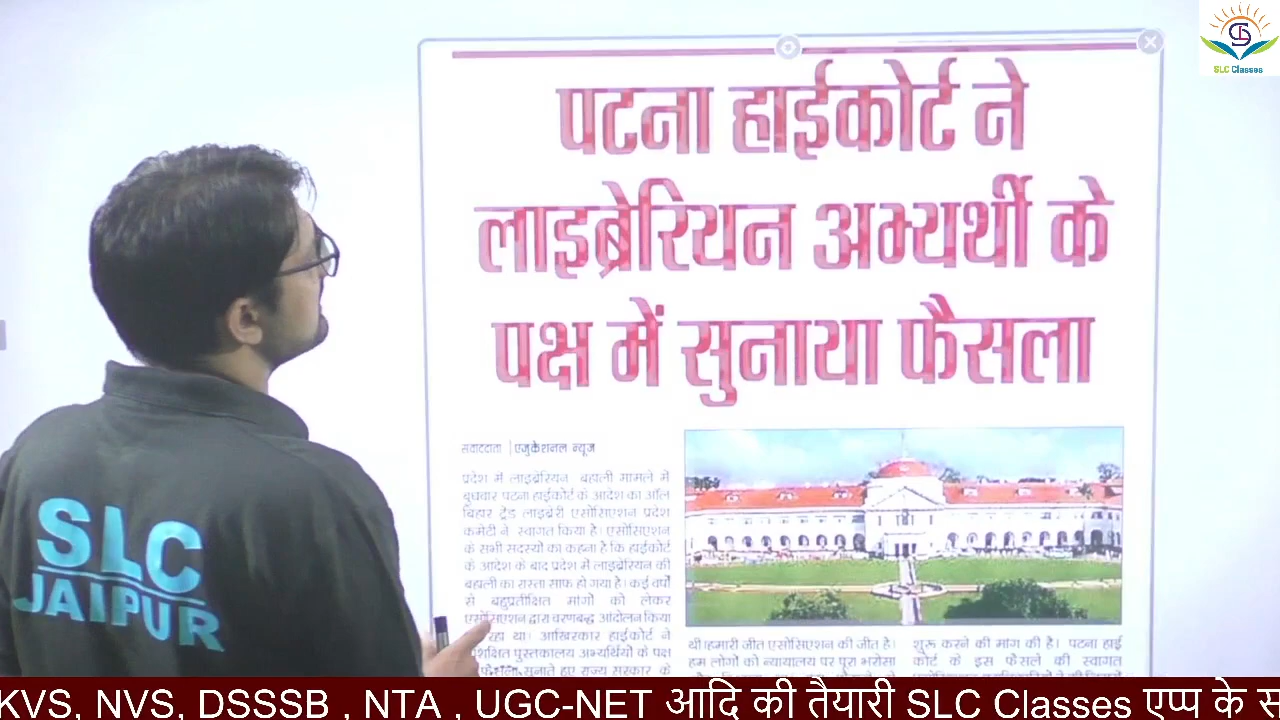 SLC Classes
पटना हाईकोर्ट ने
लाइब्रेरियन अभ्यर्थी के
पक्ष में सुनाया फैसला
संवाददाता | एजुकेशनल न्यूज
प्रदेश में लाइब्रेरियन बहाली मामले में
बुधवार पटना हाईकोर्ट के आदेश का ऑल
बिहार ट्रेंड लाइब्रेरी एसोसिएशन प्रदेश
कमेटी ने स्वागत किया है। एसोसिएशन
के सभी सदस्यों का कहना है कि हाईकोर्ट
के आदेश के बाद प्रदेश में लाइब्रेरियन की
बहाली का रास्ता साफ हो गया है। कई वर्षों
से बहुप्रतीक्षित मांगों को लेकर
एसोसिएशन द्वारा चरणबद्ध आंदोलन किया
रहा था। आखिरकार हाईकोर्ट ने
पुस्तकालय अभ्यर्थियों के पक्ष
सुनाते हुए राज्य सरकार के
थी।हमारी जीत एसोसिएशन की जीत है।
हम लोगों को न्यायालय पर पूरा भरोसा
शुरू करने की मांग की है। पटना हाई
कोर्ट के इस फैसले की स्वागत
SLC
JAIPUR
KVS, NVS, DSSSB , NTA , UGC-NET आदि की तैयारी SLC Classes एप्प के स